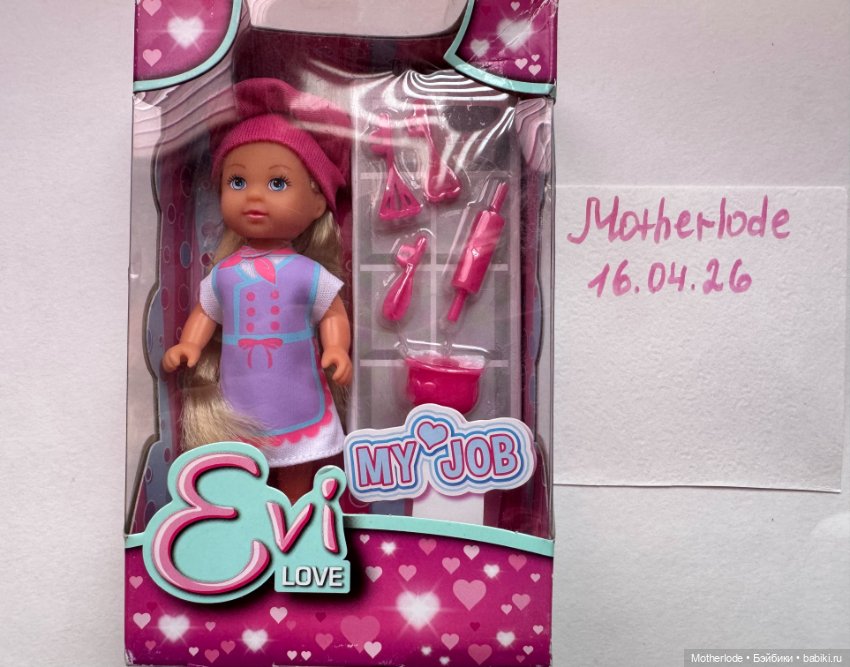 Motherlode
16.04.26
MY JOB
Evi
LOVE
Motherlode • Бэйбики • babiki.ru